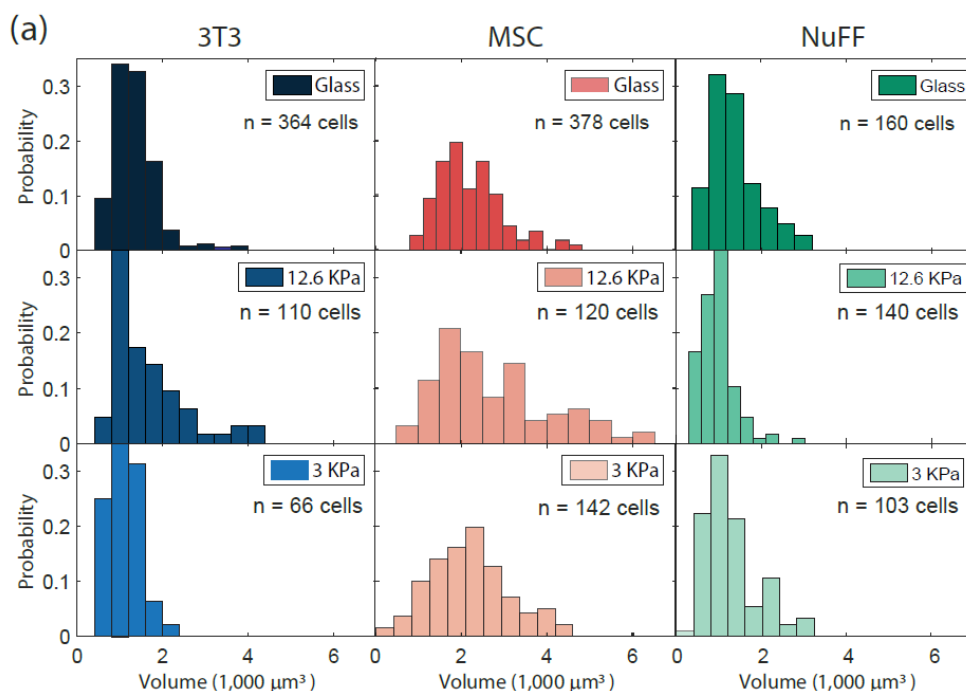 (a)
3T3 MSC NuFF
Probability
0.3
0.2
0.1
0
Glass
n = 364 cells
Glass
n = 378 cells
Glass
n = 160 cells
Probability
0.3
0.2
0.1
0
12.6 KPa
n = 110 cells
12.6 KPa
n = 120 cells
12.6 KPa
n = 140 cells
Probability
0.3
0.2
0.1
0
3 KPa
n = 66 cells
3 KPa
n = 142 cells
3 KPa
n = 103 cells
0 2 4 6 0 2 4 6 0 2 4 6
Volume (1,000 µm³) Volume (1,000 µm³) Volume (1,000 µm³)